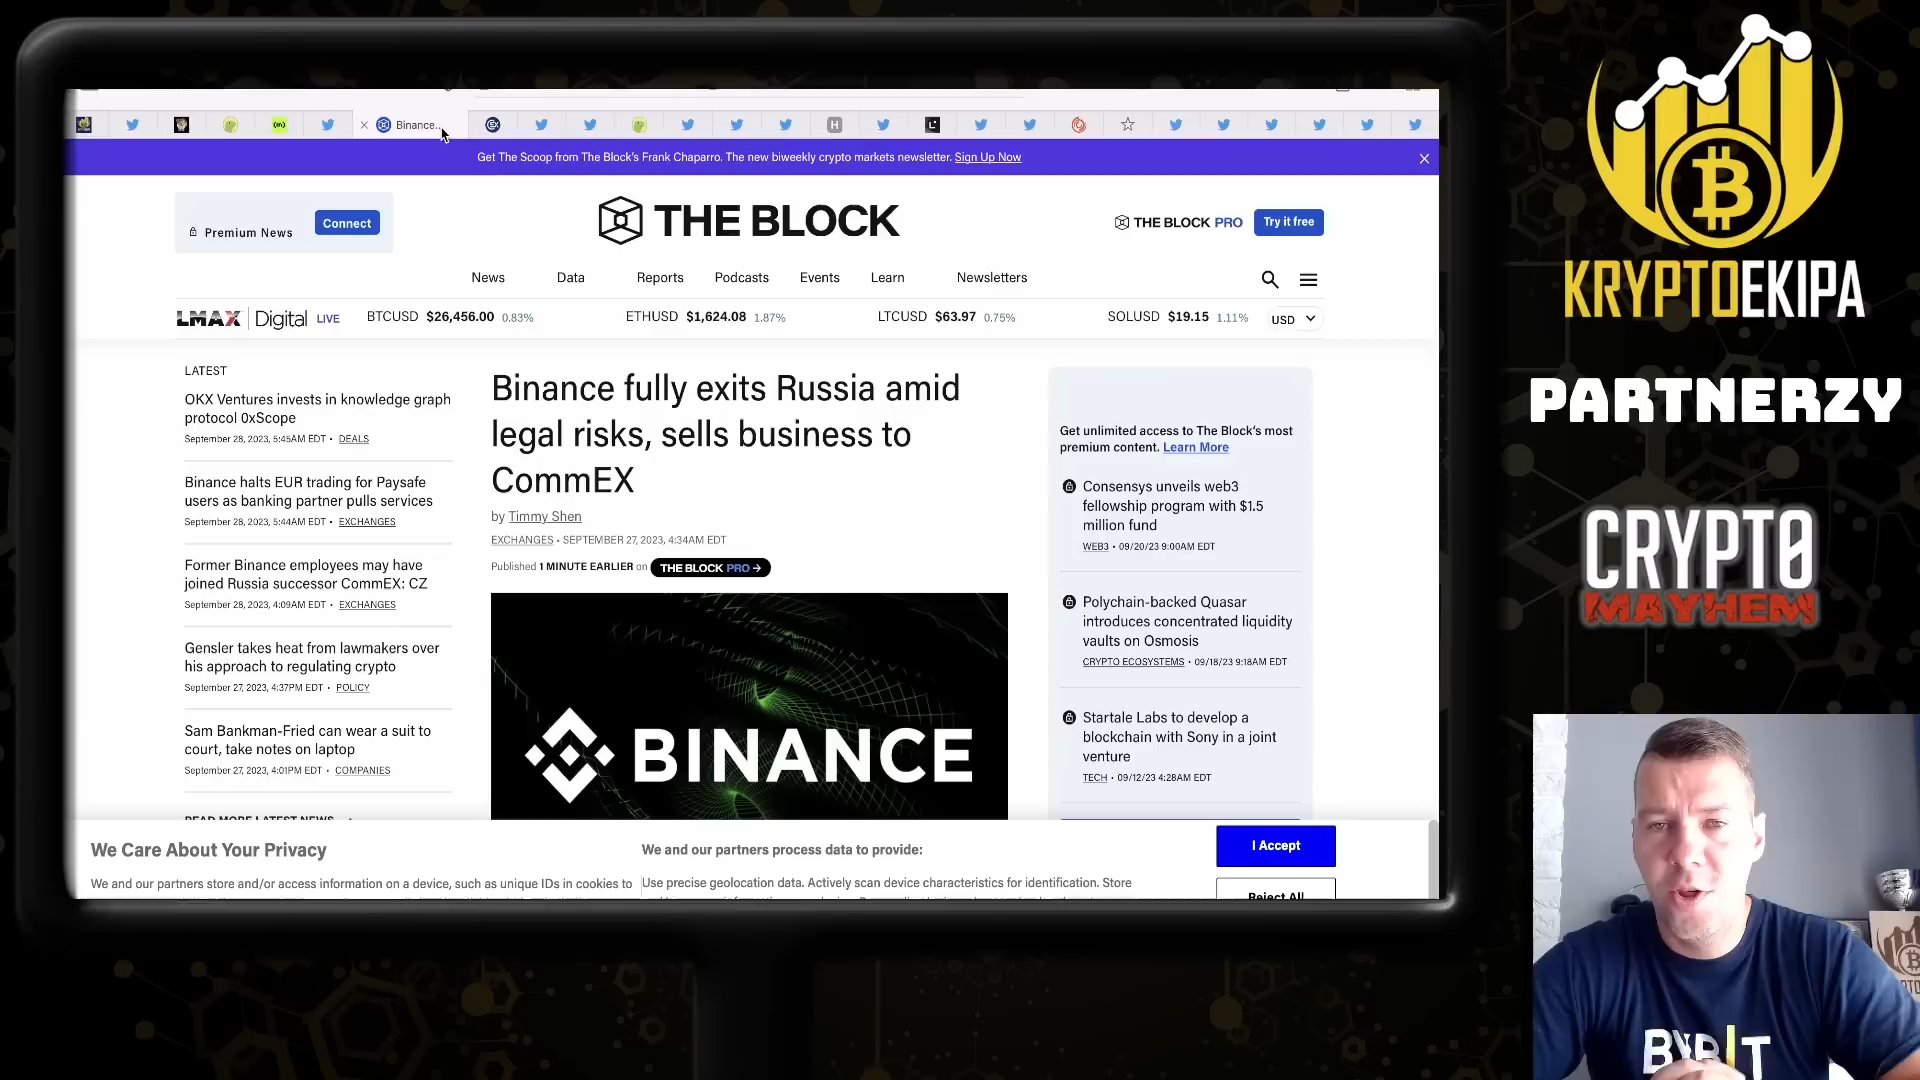 Binance..
Get The Scoop from The Block's Frank Chaparro. The new biweekly crypto markets newsletter. Sign Up Now
Premium News
Connect
THE BLOCK
THE BLOCK PRO
Try it free
News
Data
Reports
Podcasts
Events
Learn
Newsletters
LMAX Digital LIVE
BTCUSD $26,456.00 0.83%
ETHUSD $1,624.08 1.87%
LTCUSD $63.97 0.75%
SOLUSD $19.15 1.11%
USD
LATEST
OKX Ventures invests in knowledge graph
protocol 0xScope
September 28, 2023, 5:45AM EDT • DEALS
Binance halts EUR trading for Paysafe
users as banking partner pulls services
September 28, 2023, 5:44AM EDT • EXCHANGES
Former Binance employees may have
joined Russia successor CommEX: CZ
September 28, 2023, 4:09AM EDT • EXCHANGES
Gensler takes heat from lawmakers over
his approach to regulating crypto
September 27, 2023, 4:37PM EDT • POLICY
Sam Bankman-Fried can wear a suit to
court, take notes on laptop
September 27, 2023, 4:01PM EDT • COMPANIES
READ MORE LATEST NEWS
Binance fully exits Russia amid
legal risks, sells business to
CommEX
by Timmy Shen
EXCHANGES • SEPTEMBER 27, 2023, 4:34AM EDT
Published 1 MINUTE EARLIER on THE BLOCK PRO →
BINANCE
Get unlimited access to The Block's most
premium content. Learn More
Consensys unveils web3
fellowship program with $1.5
million fund
WEB3 • 09/20/23 9:00AM EDT
Polychain-backed Quasar
introduces concentrated liquidity
vaults on Osmosis
CRYPTO ECOSYSTEMS • 09/18/23 9:18AM EDT
Startale Labs to develop a
blockchain with Sony in a joint
venture
TECH • 09/12/23 4:28AM EDT
We Care About Your Privacy
We and our partners store and/or access information on a device, such as unique IDs in cookies to
We and our partners process data to provide:
Use precise geolocation data. Actively scan device characteristics for identification. Store
I Accept
Reject All
KRYPTOEKIPA
PARTNERZY
CRYPTO
MAYHEM
BYBIT